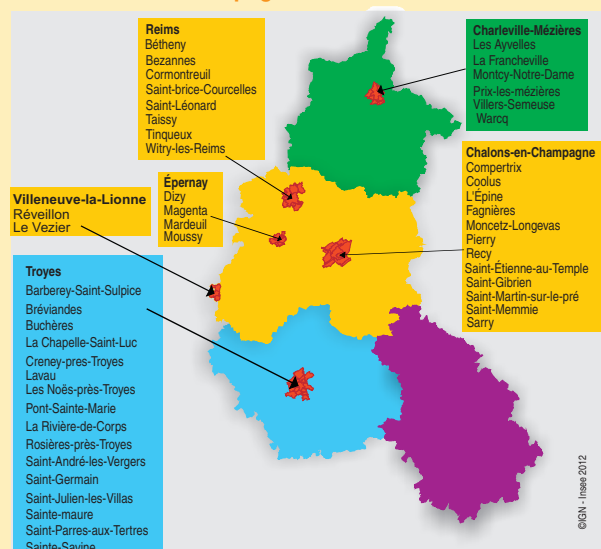 Reims
Bétheny
Bezannes
Cormontreuil
Saint-brice-Courcelles
Saint-Léonard
Taissy
Tinqueux
Witry-les-Reims
Charleville-Mézières
Les Ayvelles
La Francheville
Montcy-Notre-Dame
Prix-les-mézières
Villers-Semeuse
Warcq
Épernay
Dizy
Magenta
Mardeuil
Moussy
Villeneuve-la-Lionne
Réveillon
Le Vezier
Chalons-en-Champagne
Compertrix
Coolus
L'Épine
Fagnières
Moncetz-Longevas
Pierry
Recy
Saint-Étienne-au-Temple
Saint-Gibrien
Saint-Martin-sur-le-pré
Saint-Memmie
Sarry
Troyes
Barberey-Saint-Sulpice
Bréviandes
Buchères
La Chapelle-Saint-Luc
Creney-pres-Troyes
Lavau
Les Noës-près-Troyes
Pont-Sainte-Marie
La Rivière-de-Corps
Rosières-près-Troyes
Saint-André-les-Vergers
Saint-Germain
Saint-Julien-les-Villas
Sainte-maure
Saint-Parres-aux-Tertres
Sainte-Savine
©IGN - Insee 2012